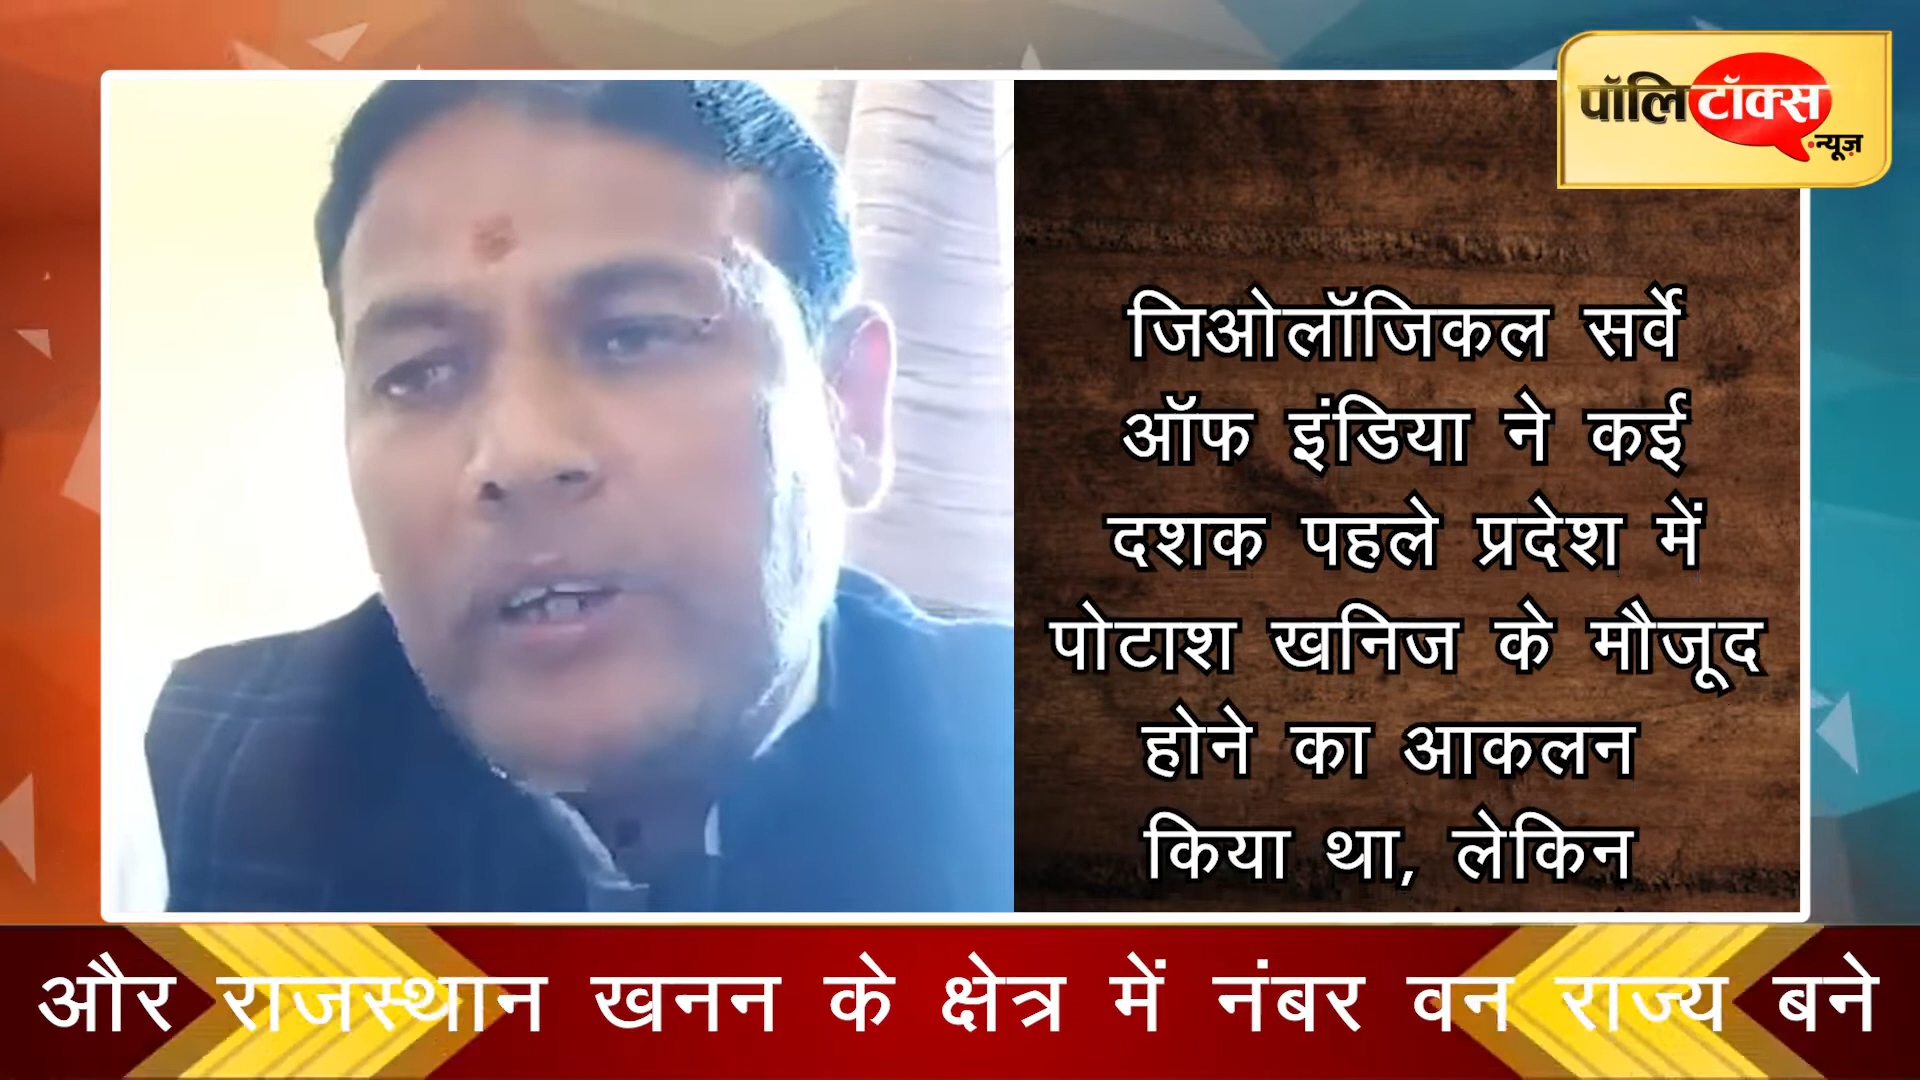 पॉलिटॉक्स
.न्यूज़
जिओलॉजिकल सर्वे
ऑफ इंडिया ने कई
दशक पहले प्रदेश में
पोटाश खनिज के मौजूद
होने का आकलन
किया था, लेकिन
और राजस्थान खनन के क्षेत्र में नंबर वन राज्य बने